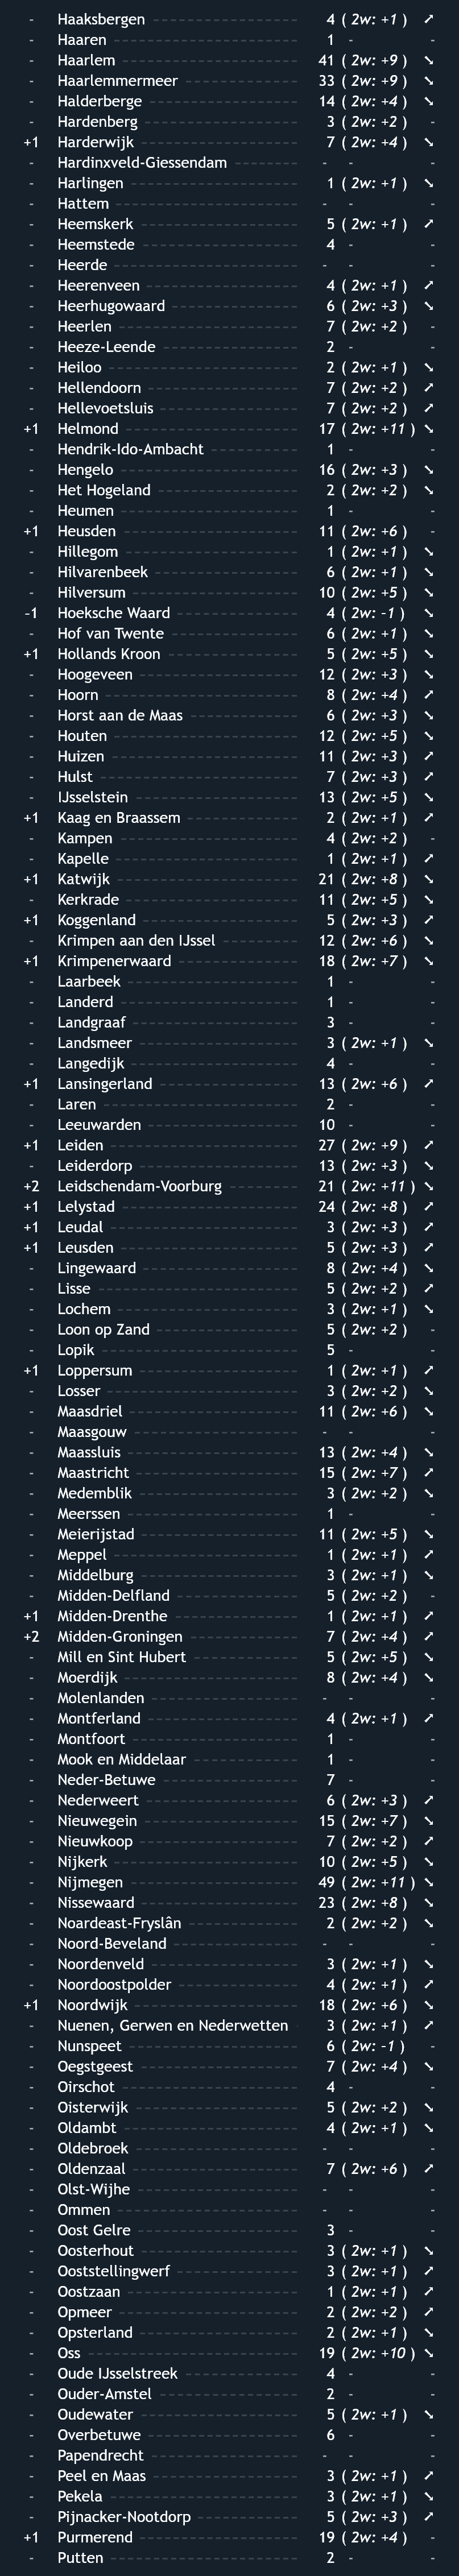 - Haaksbergen 4 ( 2w: +1 ) ➚
- Haaren 1 - -
- Haarlem 41 ( 2w: +9 ) ➘
- Haarlemmermeer 33 ( 2w: +9 ) ➘
- Halderberge 14 ( 2w: +4 ) ➘
- Hardenberg 3 ( 2w: +2 ) -
+1 Harderwijk 7 ( 2w: +4 ) ➘
- Hardinxveld-Giessendam - - -
- Harlingen 1 ( 2w: +1 ) ➘
- Hattem - - -
- Heemskerk 5 ( 2w: +1 ) ➚
- Heemstede 4 - -
- Heerde - - -
- Heerenveen 4 ( 2w: +1 ) ➚
- Heerhugowaard 6 ( 2w: +3 ) ➘
- Heerlen 7 ( 2w: +2 ) -
- Heeze-Leende 2 - -
- Heiloo 2 ( 2w: +1 ) ➘
- Hellendoorn 7 ( 2w: +2 ) ➚
- Hellevoetsluis 7 ( 2w: +2 ) ➚
+1 Helmond 17 ( 2w: +11 ) ➘
- Hendrik-Ido-Ambacht 1 - -
- Hengelo 16 ( 2w: +3 ) ➘
- Het Hogeland 2 ( 2w: +2 ) ➘
- Heumen 1 - -
+1 Heusden 11 ( 2w: +6 ) -
- Hillegom 1 ( 2w: +1 ) ➘
- Hilvarenbeek 6 ( 2w: +1 ) ➘
- Hilversum 10 ( 2w: +5 ) ➘
-1 Hoeksche Waard 4 ( 2w: -1 ) ➘
- Hof van Twente 6 ( 2w: +1 ) ➘
+1 Hollands Kroon 5 ( 2w: +5 ) ➘
- Hoogeveen 12 ( 2w: +3 ) ➘
- Hoorn 8 ( 2w: +4 ) ➚
- Horst aan de Maas 6 ( 2w: +3 ) ➘
- Houten 12 ( 2w: +5 ) ➘
- Huizen 11 ( 2w: +3 ) ➚
- Hulst 7 ( 2w: +3 ) ➚
- IJsselstein 13 ( 2w: +5 ) ➘
+1 Kaag en Braassem 2 ( 2w: +1 ) ➚
- Kampen 4 ( 2w: +2 ) -
- Kapelle 1 ( 2w: +1 ) ➚
+1 Katwijk 21 ( 2w: +8 ) ➘
- Kerkrade 11 ( 2w: +5 ) ➘
+1 Koggenland 5 ( 2w: +3 ) ➚
- Krimpen aan den IJssel 12 ( 2w: +6 ) ➘
+1 Krimpenerwaard 18 ( 2w: +7 ) ➘
- Laarbeek 1 - -
- Landerd 1 - -
- Landgraaf 3 - -
- Landsmeer 3 ( 2w: +1 ) ➘
- Langedijk 4 - -
+1 Lansingerland 13 ( 2w: +6 ) ➚
- Laren 2 - -
- Leeuwarden 10 - -
+1 Leiden 27 ( 2w: +9 ) ➚
- Leiderdorp 13 ( 2w: +3 ) ➘
+2 Leidschendam-Voorburg 21 ( 2w: +11 ) ➘
+1 Lelystad 24 ( 2w: +8 ) ➚
+1 Leudal 3 ( 2w: +3 ) ➚
+1 Leusden 5 ( 2w: +3 ) ➚
- Lingewaard 8 ( 2w: +4 ) ➘
- Lisse 5 ( 2w: +2 ) ➚
- Lochem 3 ( 2w: +1 ) ➘
- Loon op Zand 5 ( 2w: +2 ) -
- Lopik 5 - -
+1 Loppersum 1 ( 2w: +1 ) ➚
- Losser 3 ( 2w: +2 ) ➘
- Maasdriel 11 ( 2w: +6 ) ➘
- Maasgouw - - -
- Maassluis 13 ( 2w: +4 ) ➘
- Maastricht 15 ( 2w: +7 ) ➚
- Medemblik 3 ( 2w: +2 ) ➘
- Meerssen 1 - -
- Meierijstad 11 ( 2w: +5 ) ➘
- Meppel 1 ( 2w: +1 ) ➚
- Middelburg 3 ( 2w: +1 ) ➘
- Midden-Delfland 5 ( 2w: +2 ) -
+1 Midden-Drenthe 1 ( 2w: +1 ) ➚
+2 Midden-Groningen 7 ( 2w: +4 ) ➚
- Mill en Sint Hubert 5 ( 2w: +5 ) ➘
- Moerdijk 8 ( 2w: +4 ) ➘
- Molenlanden - - -
- Montferland 4 ( 2w: +1 ) ➚
- Montfoort 1 - -
- Mook en Middelaar 1 - -
- Neder-Betuwe 7 - -
- Nederweert 6 ( 2w: +3 ) ➚
- Nieuwegein 15 ( 2w: +7 ) ➘
- Nieuwkoop 7 ( 2w: +2 ) ➚
- Nijkerk 10 ( 2w: +5 ) ➘
- Nijmegen 49 ( 2w: +11 ) ➘
- Nissewaard 23 ( 2w: +8 ) ➘
- Noardeast-Fryslân 2 ( 2w: +2 ) ➘
- Noord-Beveland - - -
- Noordenveld 3 ( 2w: +1 ) ➘
- Noordoostpolder 4 ( 2w: +1 ) ➚
+1 Noordwijk 18 ( 2w: +6 ) ➘
- Nuenen, Gerwen en Nederwetten 3 ( 2w: +1 ) ➚
- Nunspeet 6 ( 2w: -1 ) -
- Oegstgeest 7 ( 2w: +4 ) ➘
- Oirschot 4 - -
- Oisterwijk 5 ( 2w: +2 ) ➘
- Oldambt 4 ( 2w: +1 ) ➘
- Oldebroek - - -
- Oldenzaal 7 ( 2w: +6 ) ➚
- Olst-Wijhe - - -
- Ommen - - -
- Oost Gelre 3 - -
- Oosterhout 3 ( 2w: +1 ) ➘
- Ooststellingwerf 3 ( 2w: +1 ) ➚
- Oostzaan 1 ( 2w: +1 ) ➚
- Opmeer 2 ( 2w: +2 ) ➚
- Opsterland 2 ( 2w: +1 ) ➘
- Oss 19 ( 2w: +10 ) ➘
- Oude IJsselstreek 4 - -
- Ouder-Amstel 2 - -
- Oudewater 5 ( 2w: +1 ) ➘
- Overbetuwe 6 - -
- Papendrecht - - -
- Peel en Maas 3 ( 2w: +1 ) ➚
- Pekela 3 ( 2w: +1 ) ➘
- Pijnacker-Nootdorp 5 ( 2w: +3 ) ➚
+1 Purmerend 19 ( 2w: +4 ) -
- Putten 2 - -